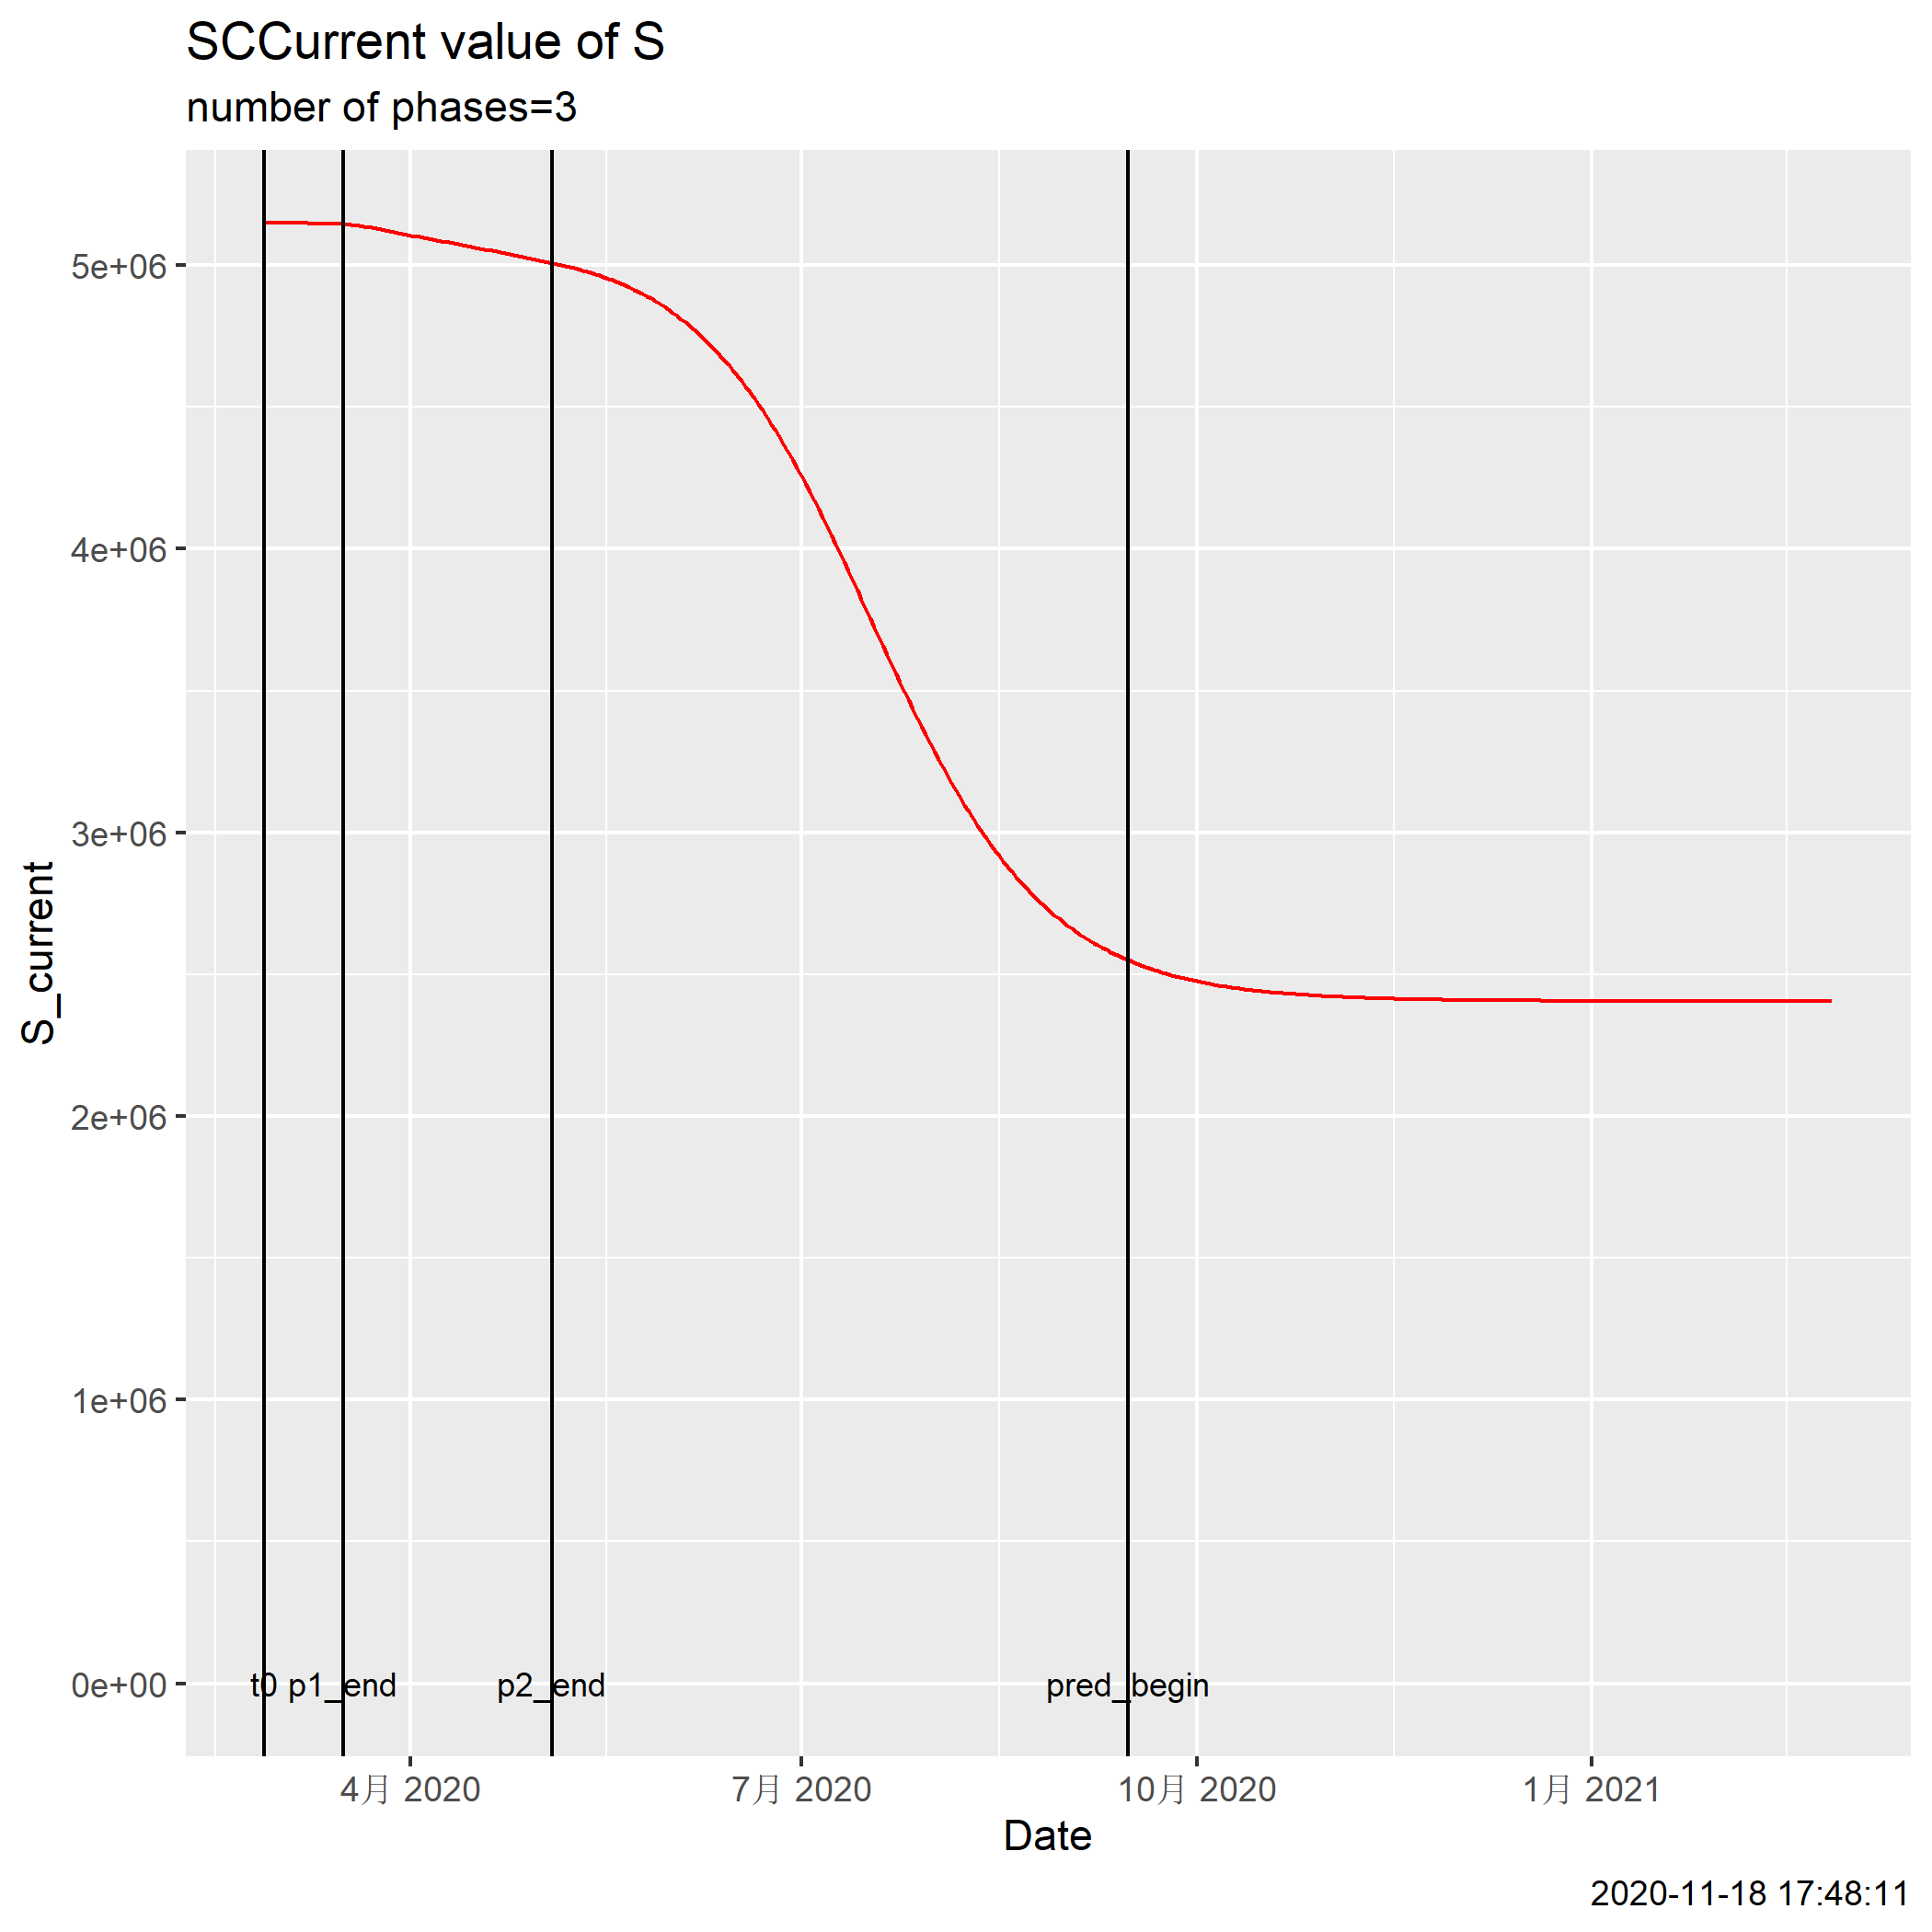 SCCurrent value of S
number of phases=3
S_current
5e+06
4e+06
3e+06
2e+06
1e+06
0e+00
t0 p1_end p2_end pred_begin
4月 2020 7月 2020 10月 2020 1月 2021
Date
2020-11-18 17:48:11